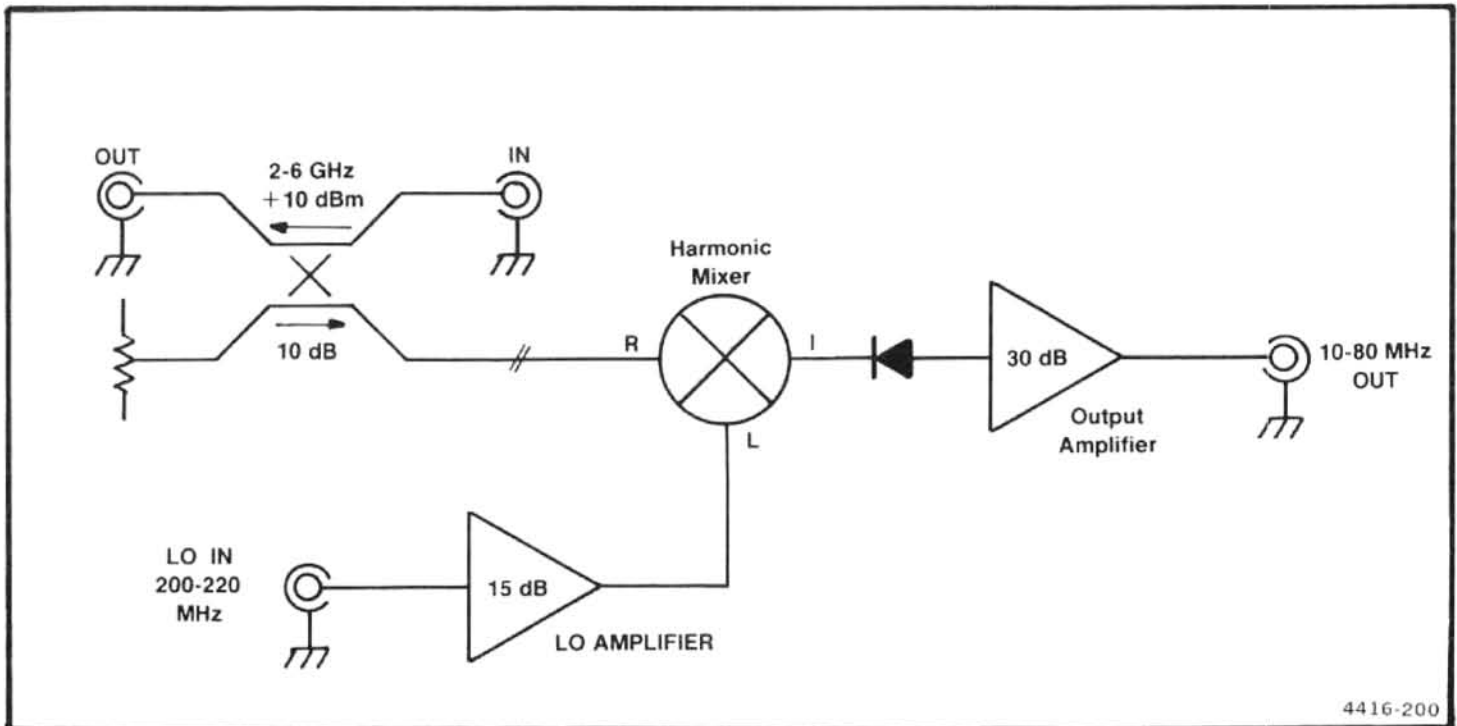 OUT
2-6 GHz
+10 dBm
IN
10 dB
Harmonic
Mixer
R
I
L
30 dB
Output
Amplifier
10-80 MHz
OUT
LO IN
200-220
MHz
15 dB
LO AMPLIFIER
4416-200